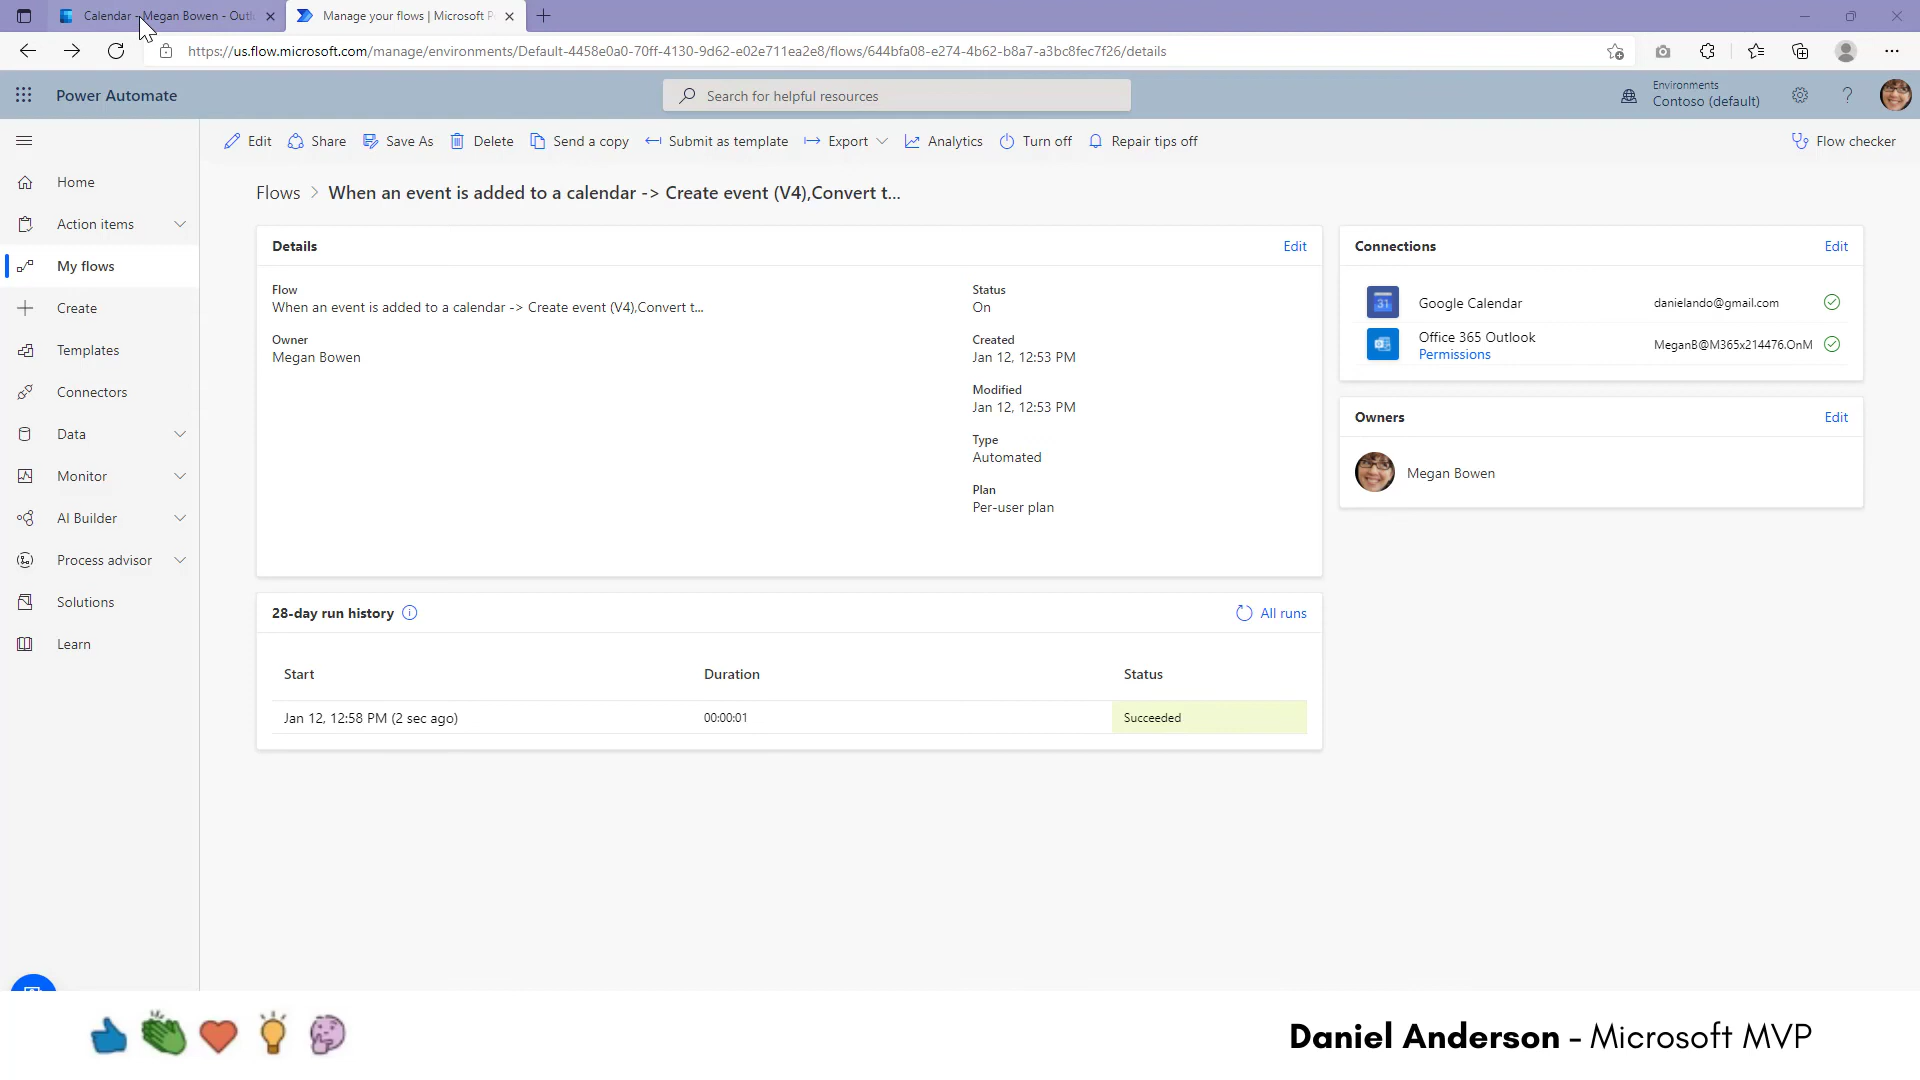 Calendar - Megan Bowen - Outl
Manage your flows | Microsoft P
https://us.flow.microsoft.com/manage/environments/Default-4458e0a0-70ff-4130-9d62-e02e711ea2e8/flows/644bfa08-e274-4b62-b8a7-a3bc8fec7f26/details
Power Automate
Search for helpful resources
Environments
Contoso (default)
Edit
Share
Save As
Delete
Send a copy
Submit as template
Export
Analytics
Turn off
Repair tips off
Flow checker
Home
Action items
My flows
Create
Templates
Connectors
Data
Monitor
AI Builder
Process advisor
Solutions
Learn
Flows > When an event is added to a calendar -> Create event (V4),Convert t...
Details
Edit
Flow
When an event is added to a calendar -> Create event (V4),Convert t...
Owner
Megan Bowen
Status
On
Created
Jan 12, 12:53 PM
Modified
Jan 12, 12:53 PM
Type
Automated
Plan
Per-user plan
Connections
Edit
31
Google Calendar
danielando@gmail.com
Office 365 Outlook
Permissions
MeganB@M365x214476.OnM
Owners
Edit
Megan Bowen
28-day run history
All runs
Start
Duration
Status
Jan 12, 12:58 PM (2 sec ago)
00:00:01
Succeeded
Daniel Anderson - Microsoft MVP